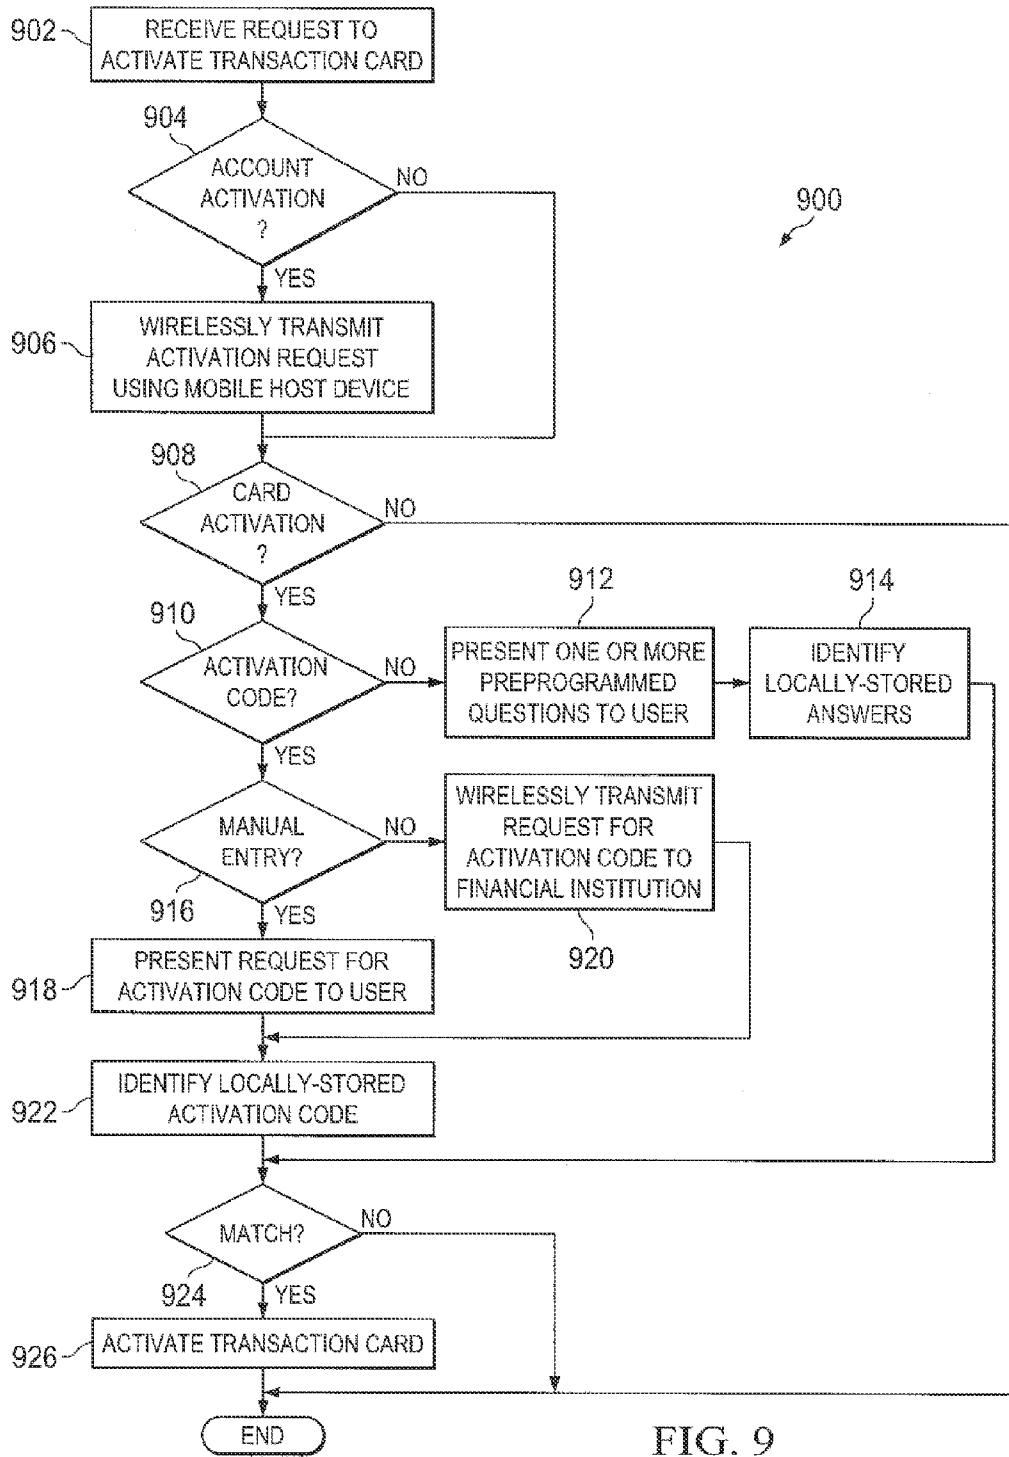 902
RECEIVE REQUEST TO
ACTIVATE TRANSACTION CARD
904
ACCOUNT
ACTIVATION
?
NO
900
YES
906
WIRELESSLY TRANSMIT
ACTIVATION REQUEST
USING MOBILE HOST DEVICE
908
CARD
ACTIVATION
?
NO
YES
910
ACTIVATION
CODE?
NO
912
PRESENT ONE OR MORE
PREPROGRAMMED
QUESTIONS TO USER
914
IDENTIFY
LOCALLY-STORED
ANSWERS
YES
MANUAL
ENTRY?
916
NO
WIRELESSLY TRANSMIT
REQUEST FOR
ACTIVATION CODE TO
FINANCIAL INSTITUTION
920
YES
918
PRESENT REQUEST FOR
ACTIVATION CODE TO USER
922
IDENTIFY LOCALLY-STORED
ACTIVATION CODE
MATCH?
NO
924
YES
926
ACTIVATE TRANSACTION CARD
END
FIG. 9